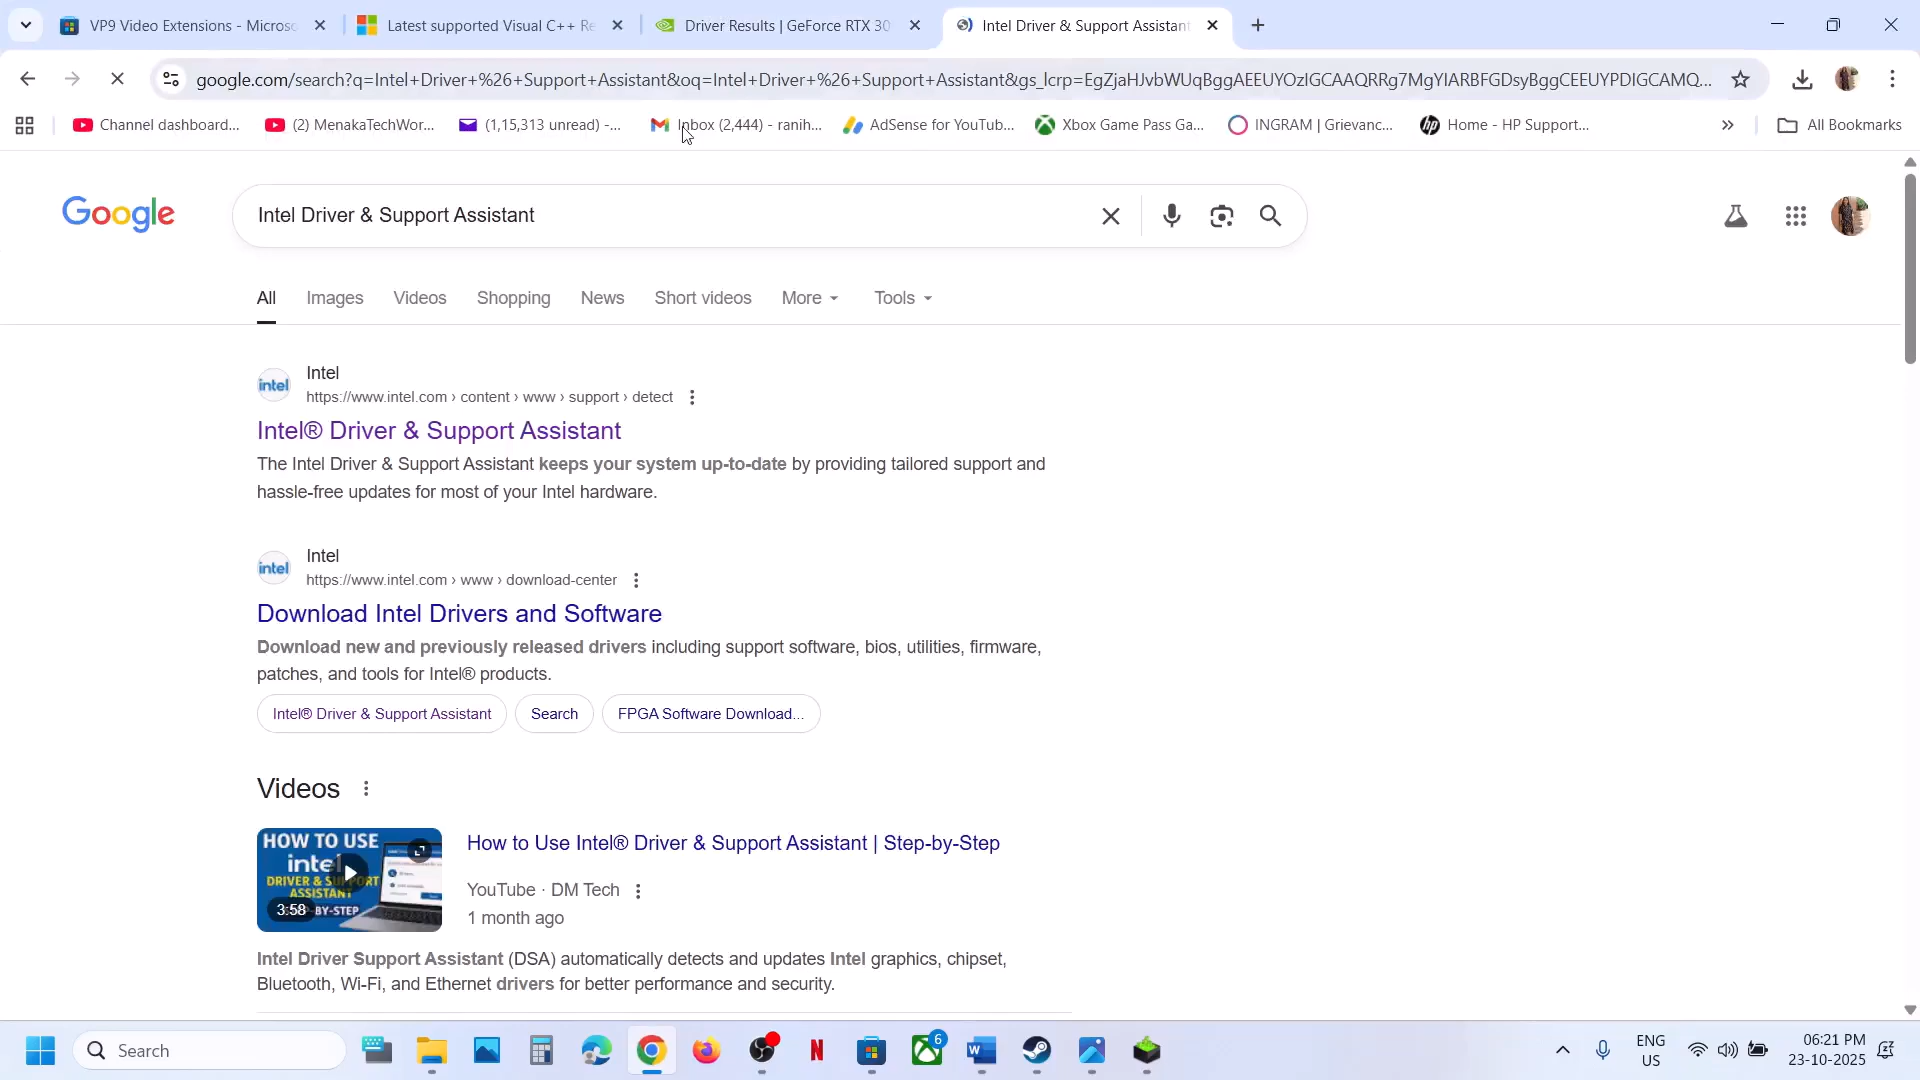 VP9 Video Extensions - Micros
Latest supported Visual C++ Re
Driver Results | GeForce RTX 30
Intel Driver & Support Assistant
google.com/search?q=Intel+Driver+%26+Support+Assistant&oq=Intel+Driver+%26+Support+Assistant&gs_lcrp=EgZjaHJvbWUqBggAEEUYOzIGCAAQRRg7MgYIARBFGDsyBggCEEUYPDIGCAMQ...
Channel dashboard...
(2) MenakaTechWor...
(1,15,313 unread) -...
Inbox (2,444) - ranih...
AdSense for YouTub...
Xbox Game Pass Ga...
INGRAM | Grievanc...
Home - HP Support...
All Bookmarks
Google
Intel Driver & Support Assistant
All
Images
Videos
Shopping
News
Short videos
More
Tools
intel
Intel
https://www.intel.com › content › www › support › detect
Intel® Driver & Support Assistant
The Intel Driver & Support Assistant keeps your system up-to-date by providing tailored support and
hassle-free updates for most of your Intel hardware.
intel
Intel
https://www.intel.com › www › download-center
Download Intel Drivers and Software
Download new and previously released drivers including support software, bios, utilities, firmware,
patches, and tools for Intel® products.
Intel® Driver & Support Assistant
Search
FPGA Software Download...
Videos
HOW TO USE
intel
DRIVER & SUPPORT
ASSISTANT
-BY-STEP
3:58
How to Use Intel® Driver & Support Assistant | Step-by-Step
YouTube · DM Tech
1 month ago
Intel Driver Support Assistant (DSA) automatically detects and updates Intel graphics, chipset,
Bluetooth, Wi-Fi, and Ethernet drivers for better performance and security.
Search
6
ENG
US
06:21 PM
23-10-2025